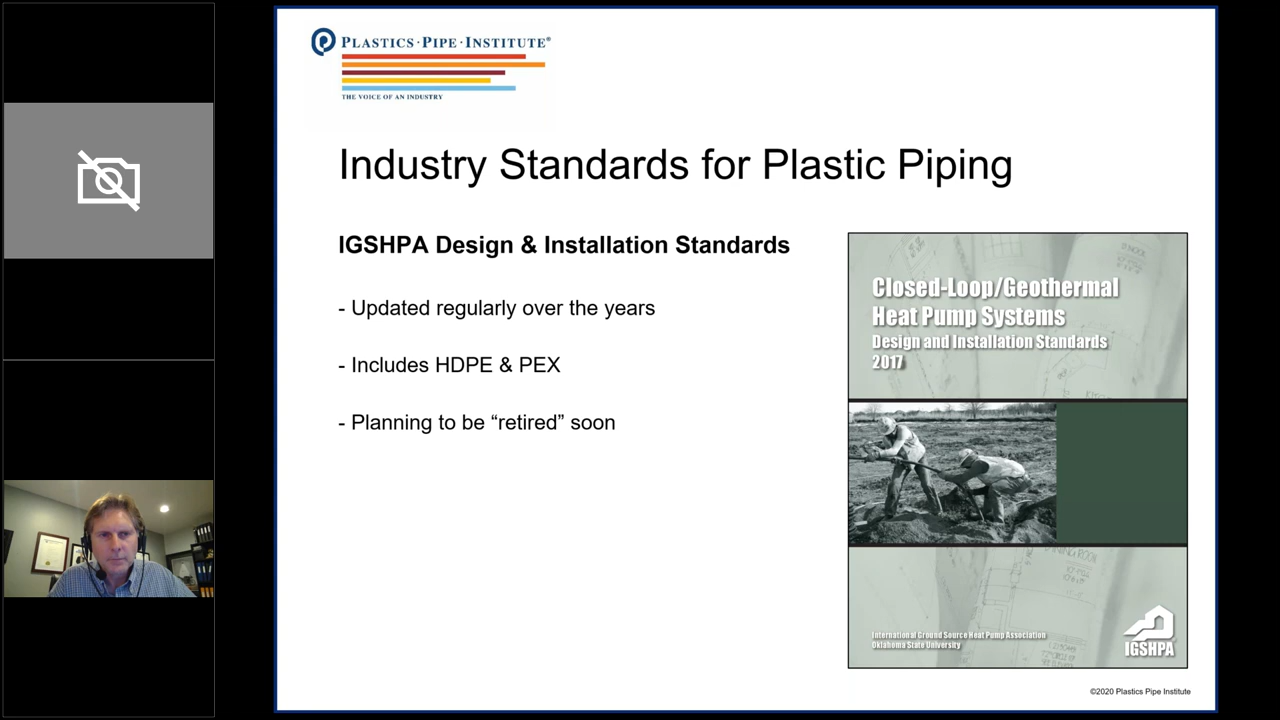 PLASTICS·PIPE·INSTITUTE®
THE VOICE OF AN INDUSTRY
Industry Standards for Plastic Piping
IGSHPA Design & Installation Standards
- Updated regularly over the years
- Includes HDPE & PEX
- Planning to be “retired” soon
Closed-Loop/Geothermal
Heat Pump Systems
Design and Installation Standards
2017
International Ground Source Heat Pump Association
Oklahoma State University
IGSHPA
©2020 Plastics Pipe Institute